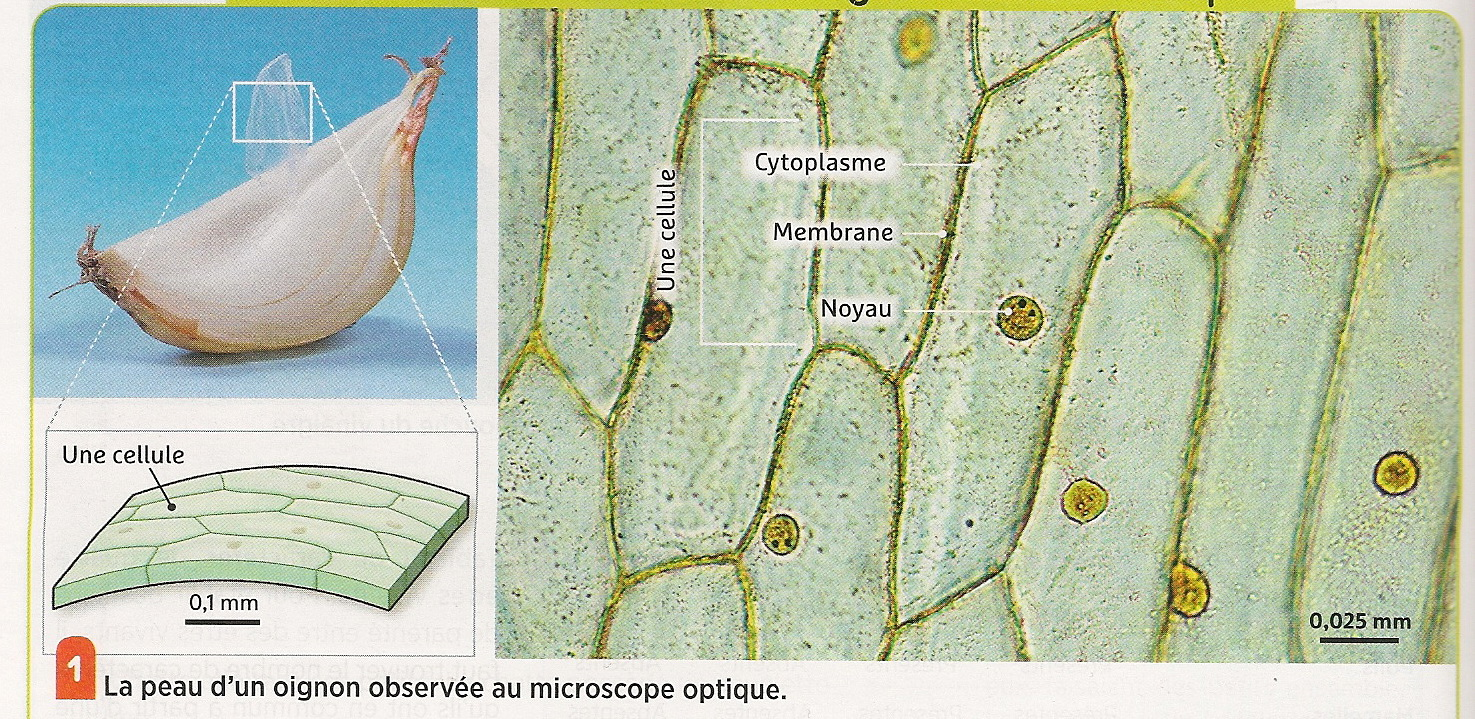 Une cellule
Cytoplasme
Membrane
Noyau
Une cellule
0,1 mm
0,025 mm
1
La peau d'un oignon observée au microscope optique.